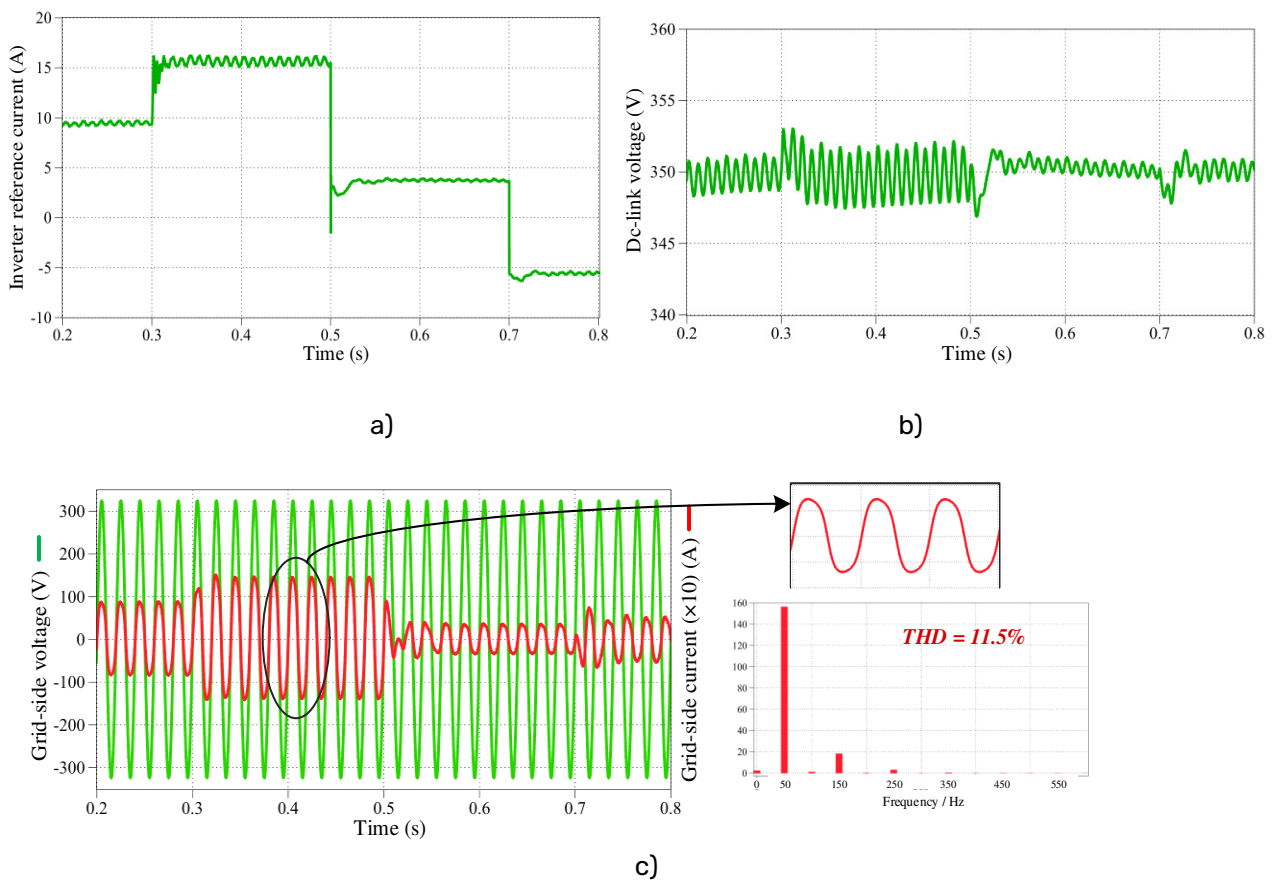 20
15
10
5
0
-5
-10
Inverter reference current (A)
0.2 0.3 0.4 0.5 0.6 0.7 0.8
Time (s)
a)
360
355
350
345
340
Dc-link voltage (V)
0.2 0.3 0.4 0.5 0.6 0.7 0.8
Time (s)
b)
300
200
100
0
-100
-200
-300
Grid-side voltage (V)
Grid-side current (×10) (A)
0.2 0.3 0.4 0.5 0.6 0.7 0.8
Time (s)
160
140
120
100
80
60
40
20
0
THD = 11.5%
0 50 150 250 350 450 550
Frequency / Hz
c)